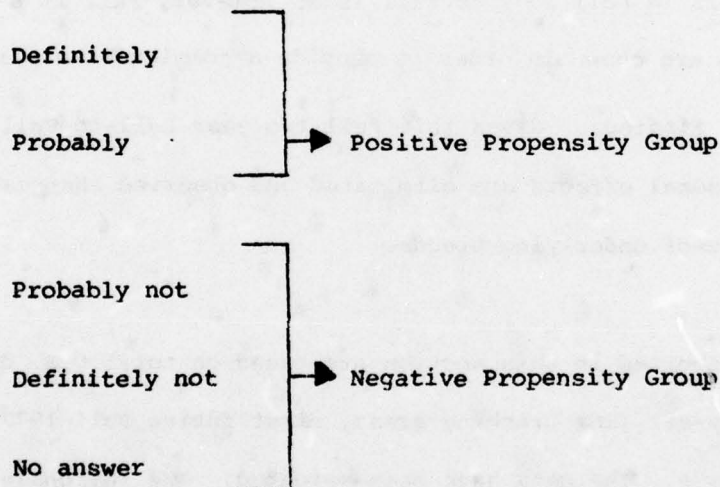 Definitely
Probably
Positive Propensity Group
Probably not
Definitely not
Negative Propensity Group
No answer